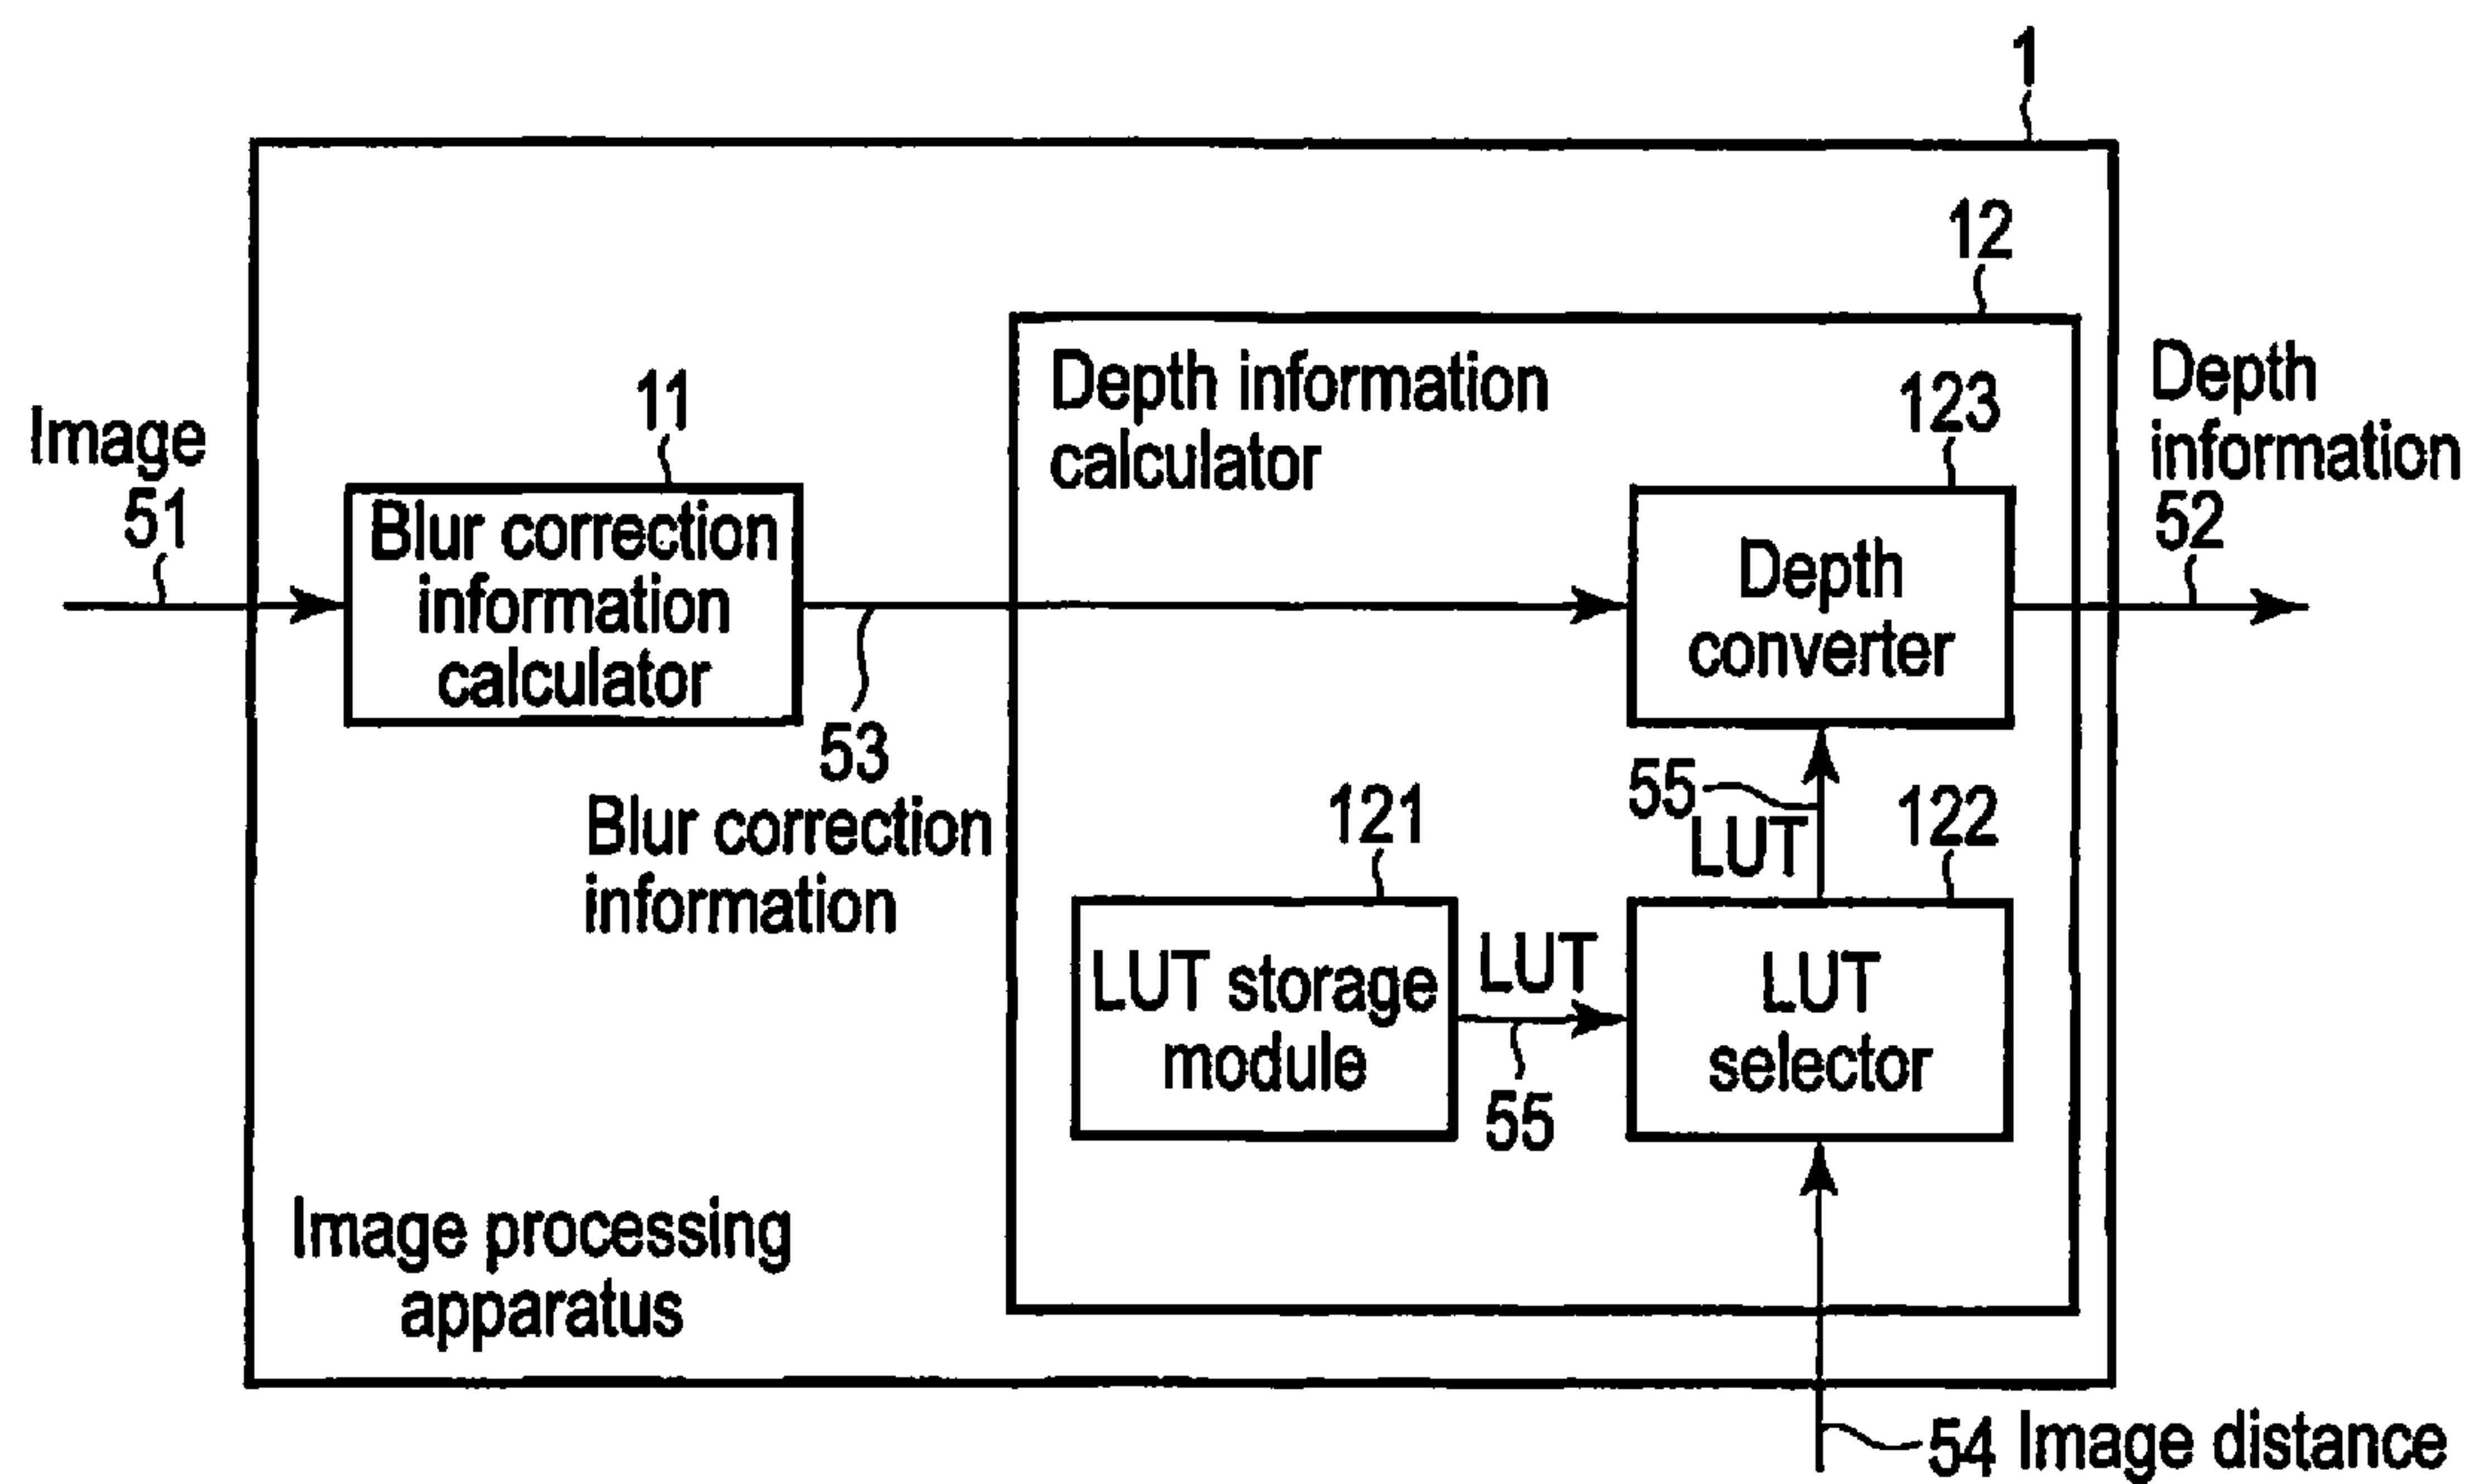 1
12
Depth information
calculator
123
Depth
information
52
Image
51
11
Blur correction
information
calculator
Depth
converter
53
Blur correction
information
55
LUT
121
122
LUT storage
module
LUT
55
LUT
selector
Image processing
apparatus
54 Image distance